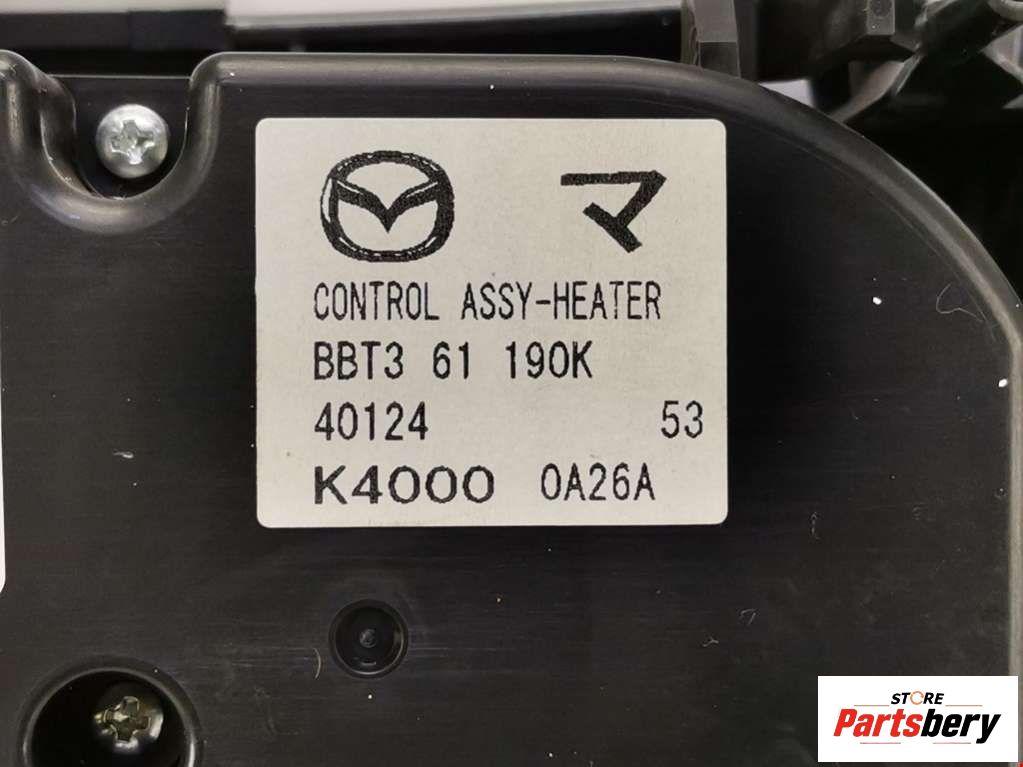 マ
CONTROL ASSY-HEATER
BBT3 61 190K
40124 53
K4000 0A26A
STORE
Partsbery